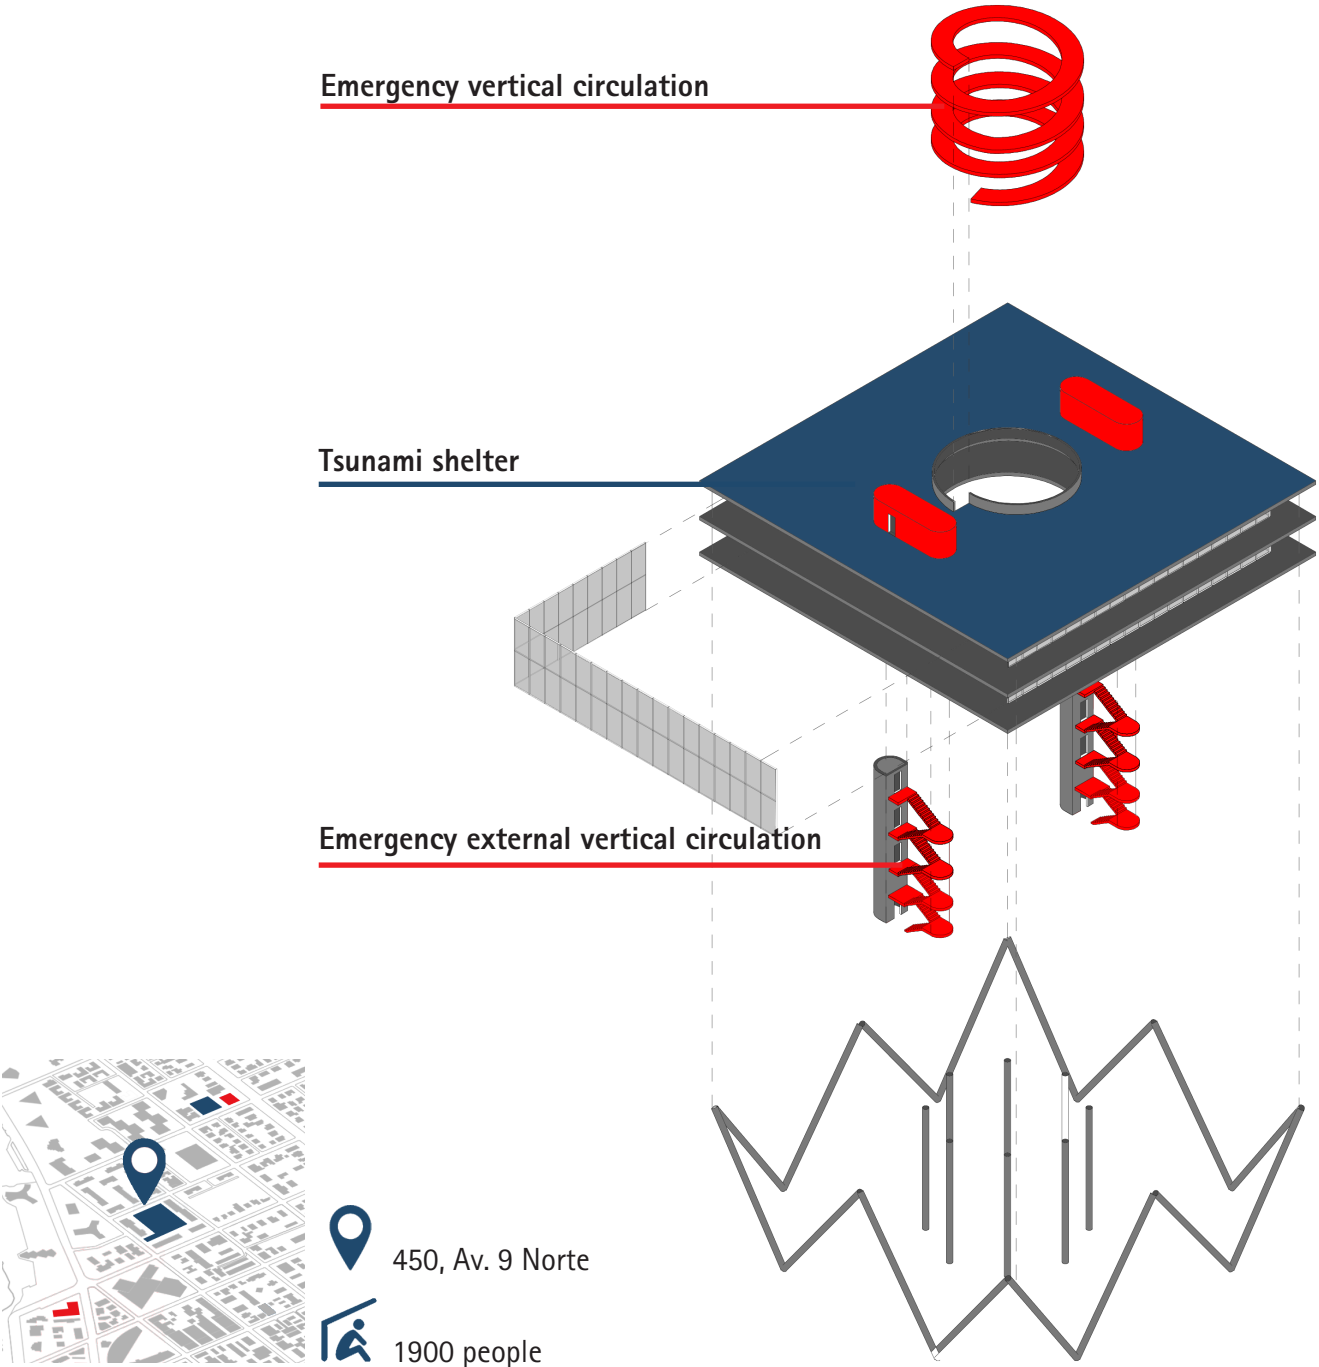 Emergency vertical circulation
Tsunami shelter
Emergency external vertical circulation
450, Av. 9 Norte
1900 people